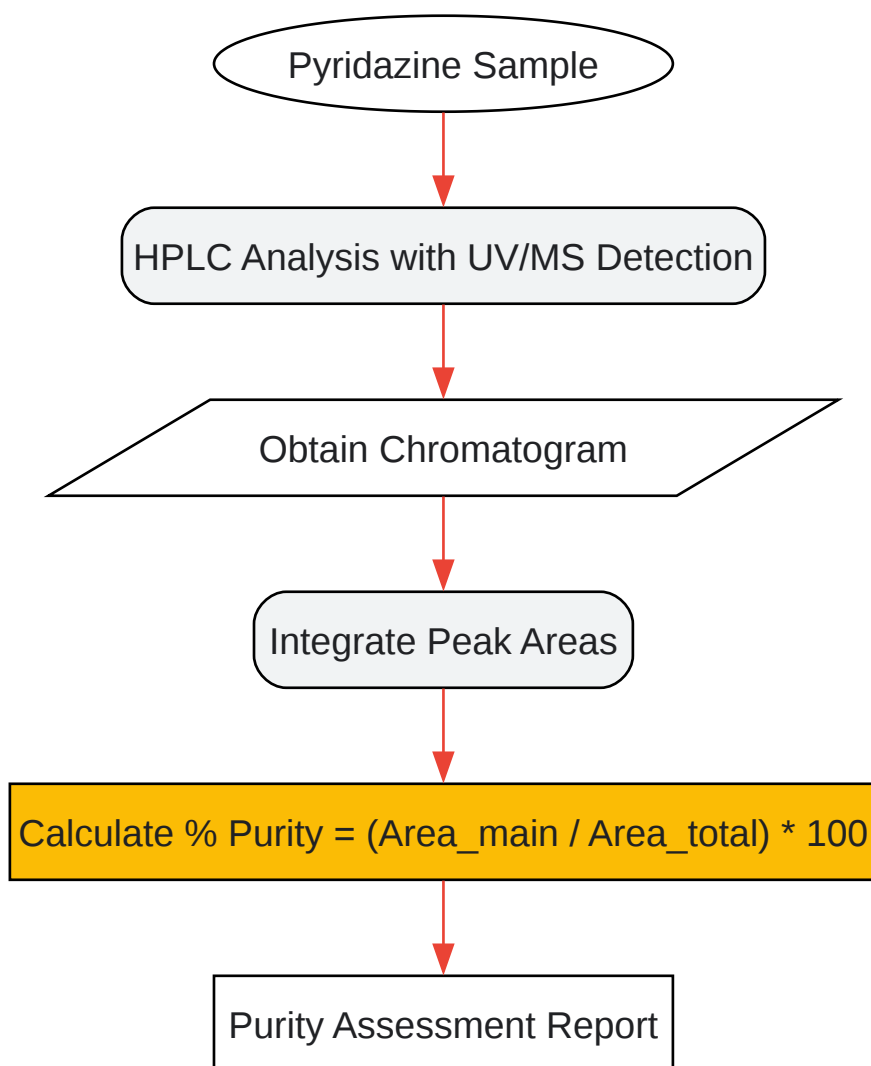 Pyridazine Sample
HPLC Analysis with UV/MS Detection
Obtain Chromatogram
Integrate Peak Areas
Calculate % Purity = (Area_main / Area_total) * 100
Purity Assessment Report